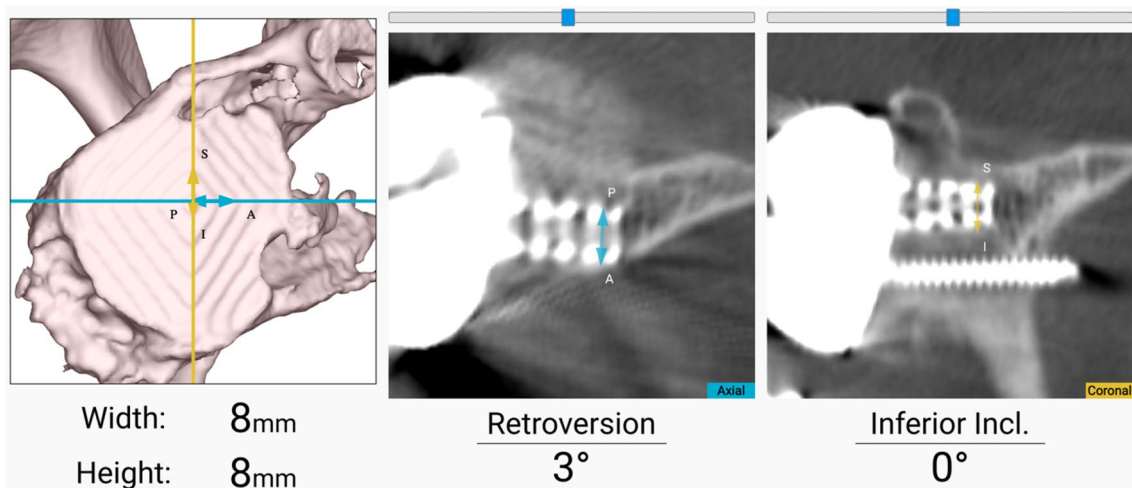 S
P A
I
P
A
Axial
S
I
Coronal
Width: 8mm
Height: 8mm
Retroversion
3°
Inferior Incl.
0°